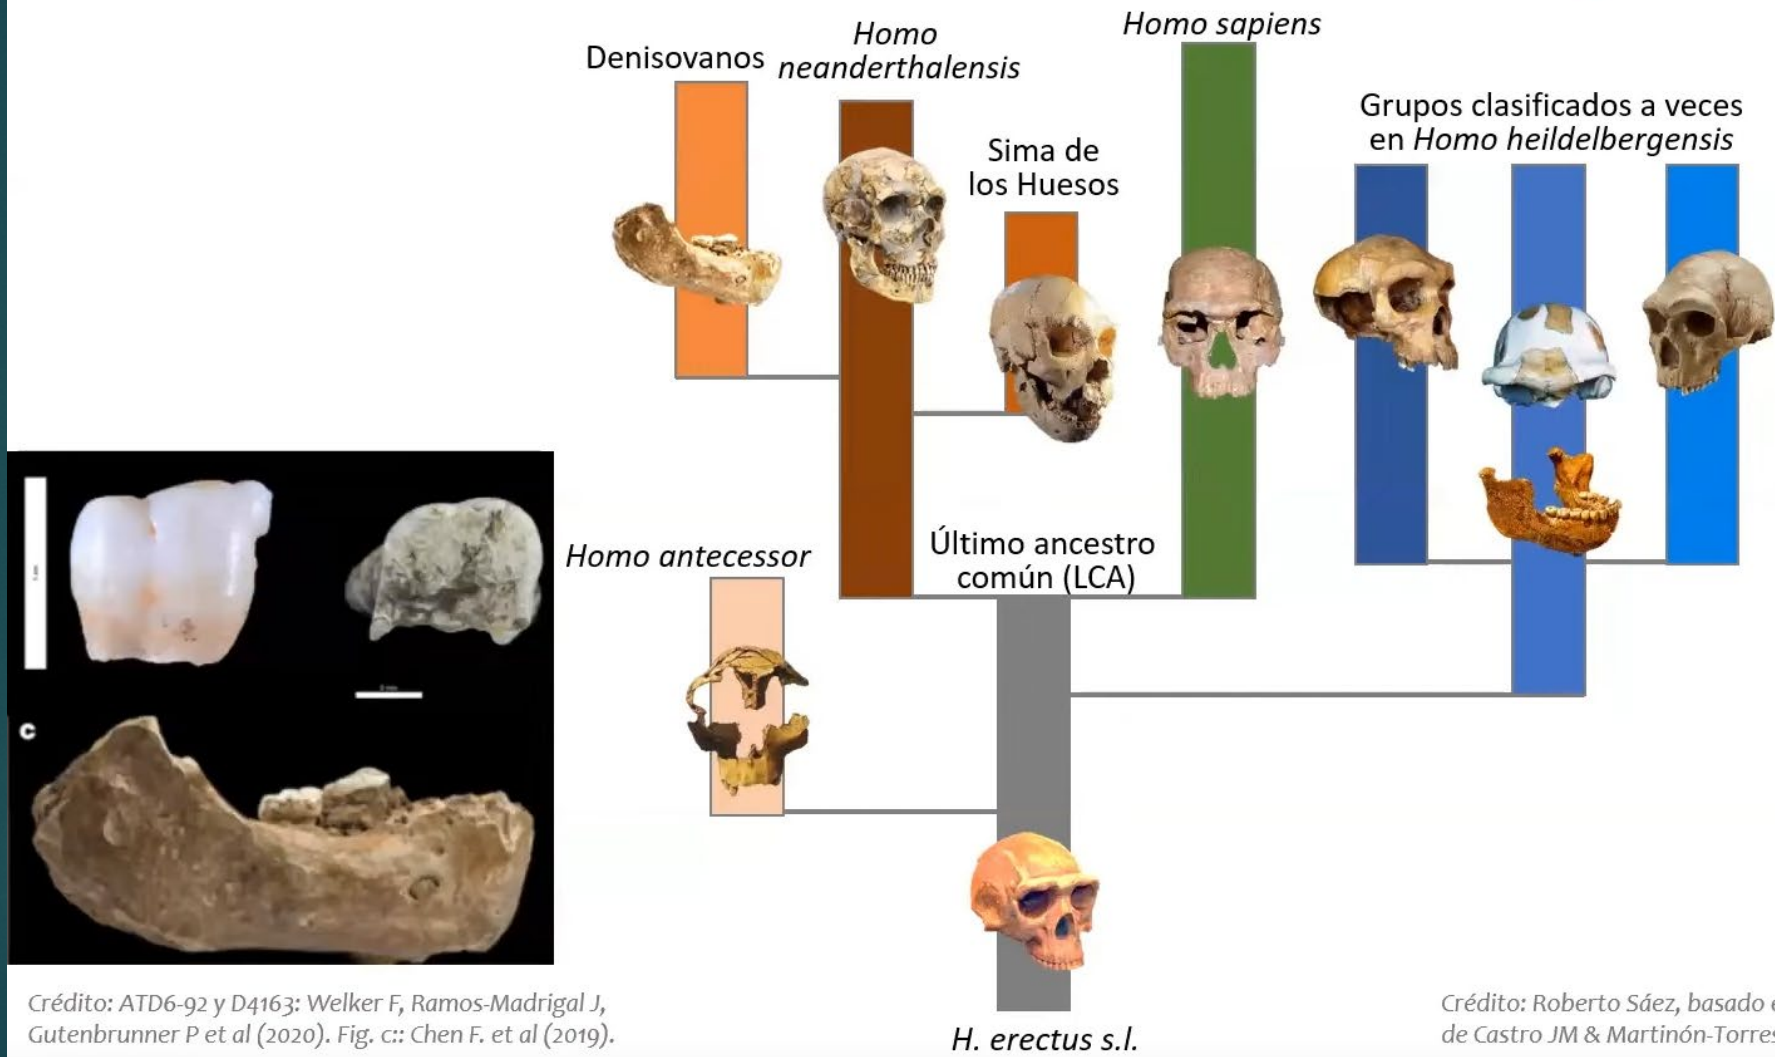 Denisovanos
Homo
neanderthalensis
Sima de
los Huesos
Homo sapiens
Grupos clasificados a veces
en Homo heildelbergensis
Homo antecessor
Último ancestro
común (LCA)
H. erectus s.l.
c
Crédito: ATD6-92 y D4163: Welker F, Ramos-Madrigal J,
Gutenbrunner P et al (2020). Fig. c:: Chen F. et al (2019).
Crédito: Roberto Sáez, basado e
de Castro JM & Martinón-Torres